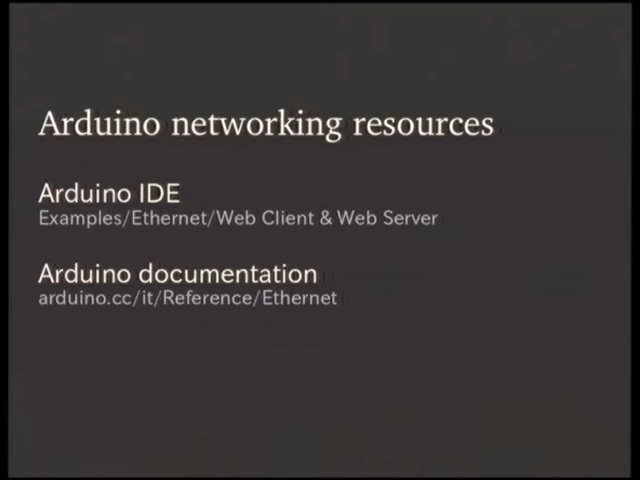 Arduino networking resources
Arduino IDE
Examples/Ethernet/Web Client & Web Server
Arduino documentation
arduino.cc/it/Reference/Ethernet